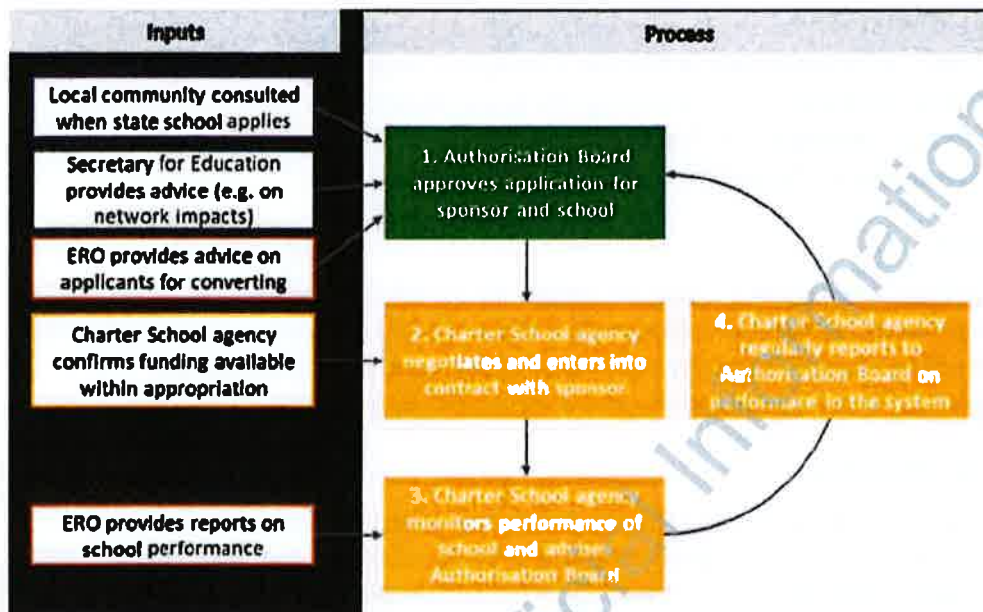 Inputs
Process
Local community consulted
when state school applies
Secretary for Education
provides advice (e.g. on
network impacts)
ERO provides advice on
applicants for converting
Charter School agency
confirms funding available
within appropriation
ERO provides reports on
school performance
1. Authorisation Board
approves application for
sponsor and school
2. Charter School agency
negotiates and enters into
contract with sponsor.
3. Charter School agency
monitors performance of
school and advises
Authorisation Board
4. Charter School agency
regularly reports to
Authorisation Board on
performace in the system
Information